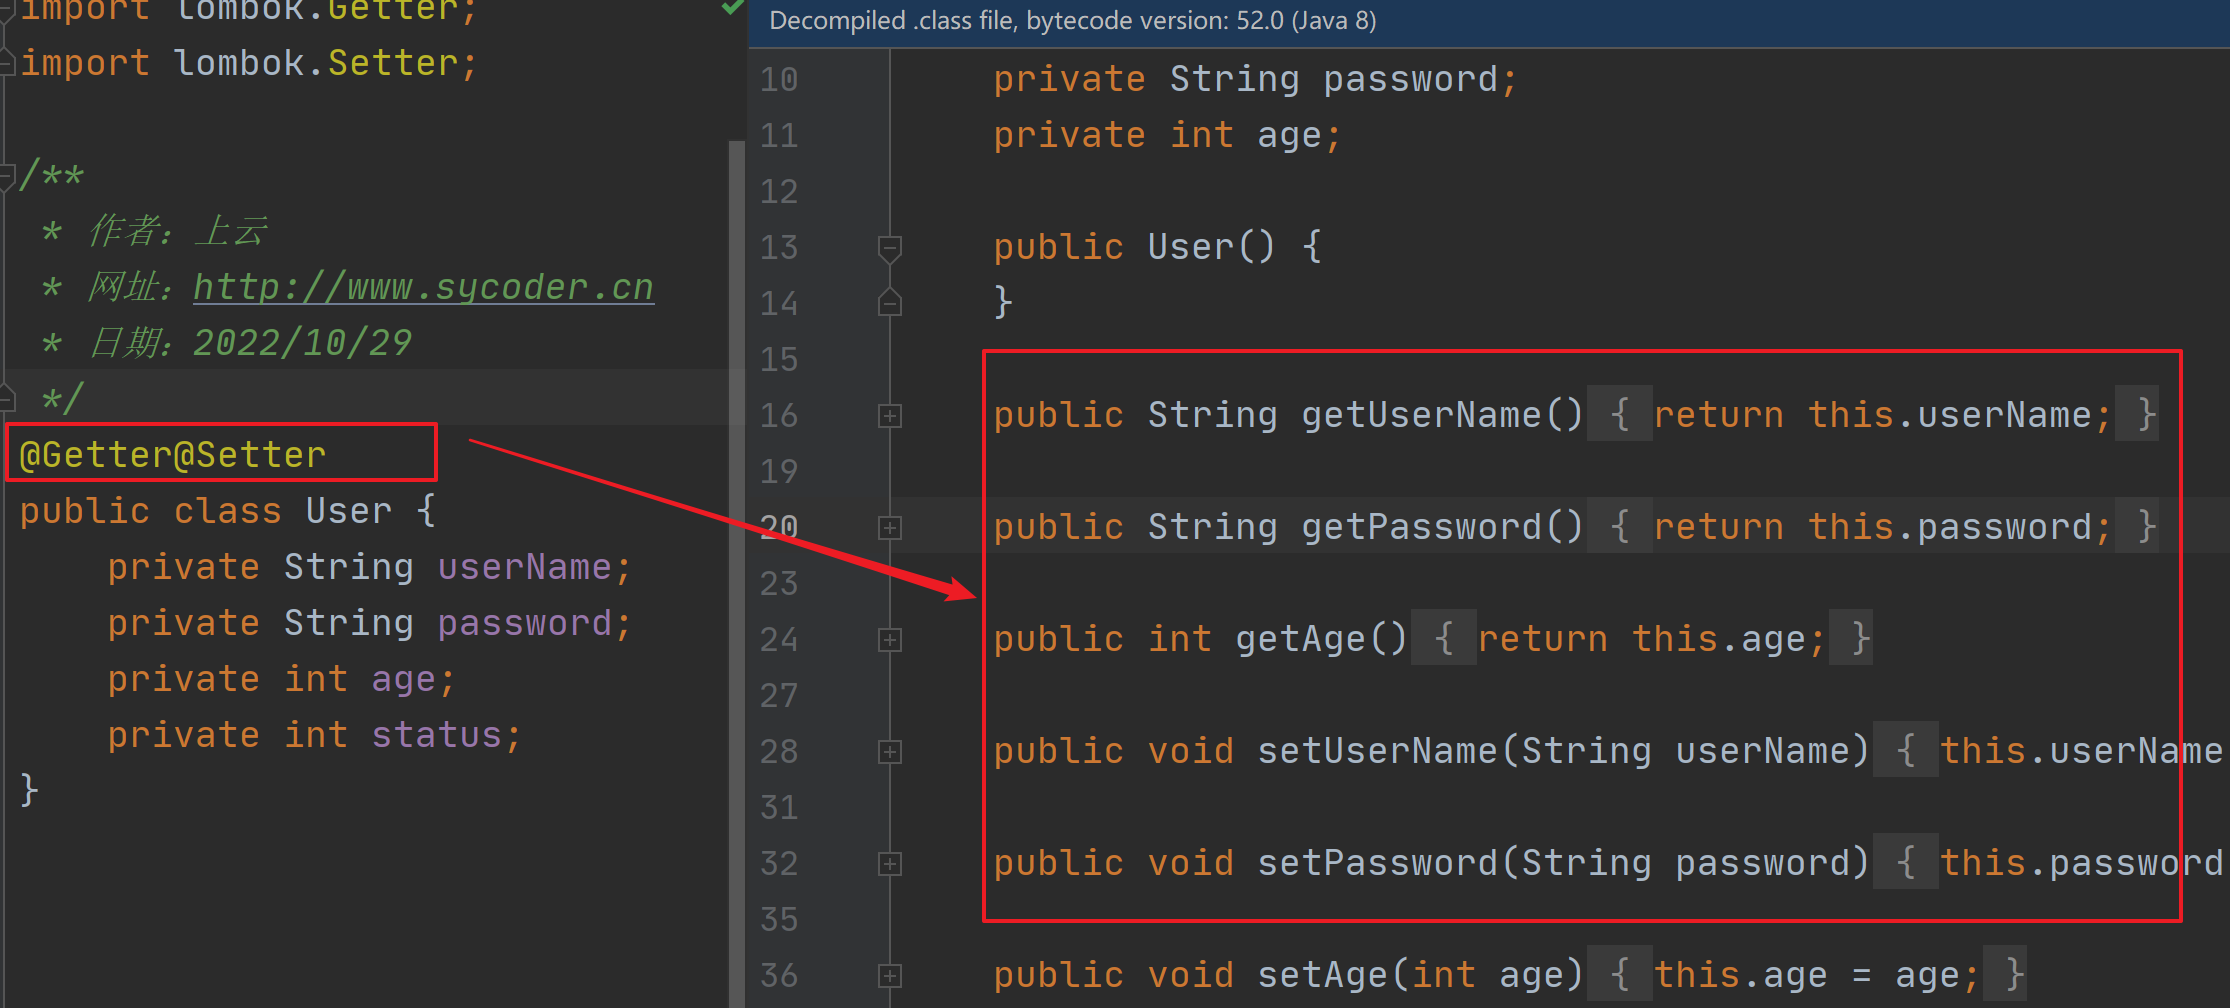 import lombok.Getter;
import lombok.Setter;
/**
 * 作者：上云
 * 网址：http://www.sycoder.cn
 * 日期：2022/10/29
 */
@Getter@Setter
public class User {
    private String userName;
    private String password;
    private int age;
    private int status;
}
Decompiled .class file, bytecode version: 52.0 (Java 8)
10 private String password;
11 private int age;
12
13 public User() {
14 }
15
16 public String getUserName() { return this.userName; }
19
20 public String getPassword() { return this.password; }
23
24 public int getAge() { return this.age; }
27
28 public void setUserName(String userName) { this.userName
31
32 public void setPassword(String password) { this.password
35
36 public void setAge(int age) { this.age = age; }